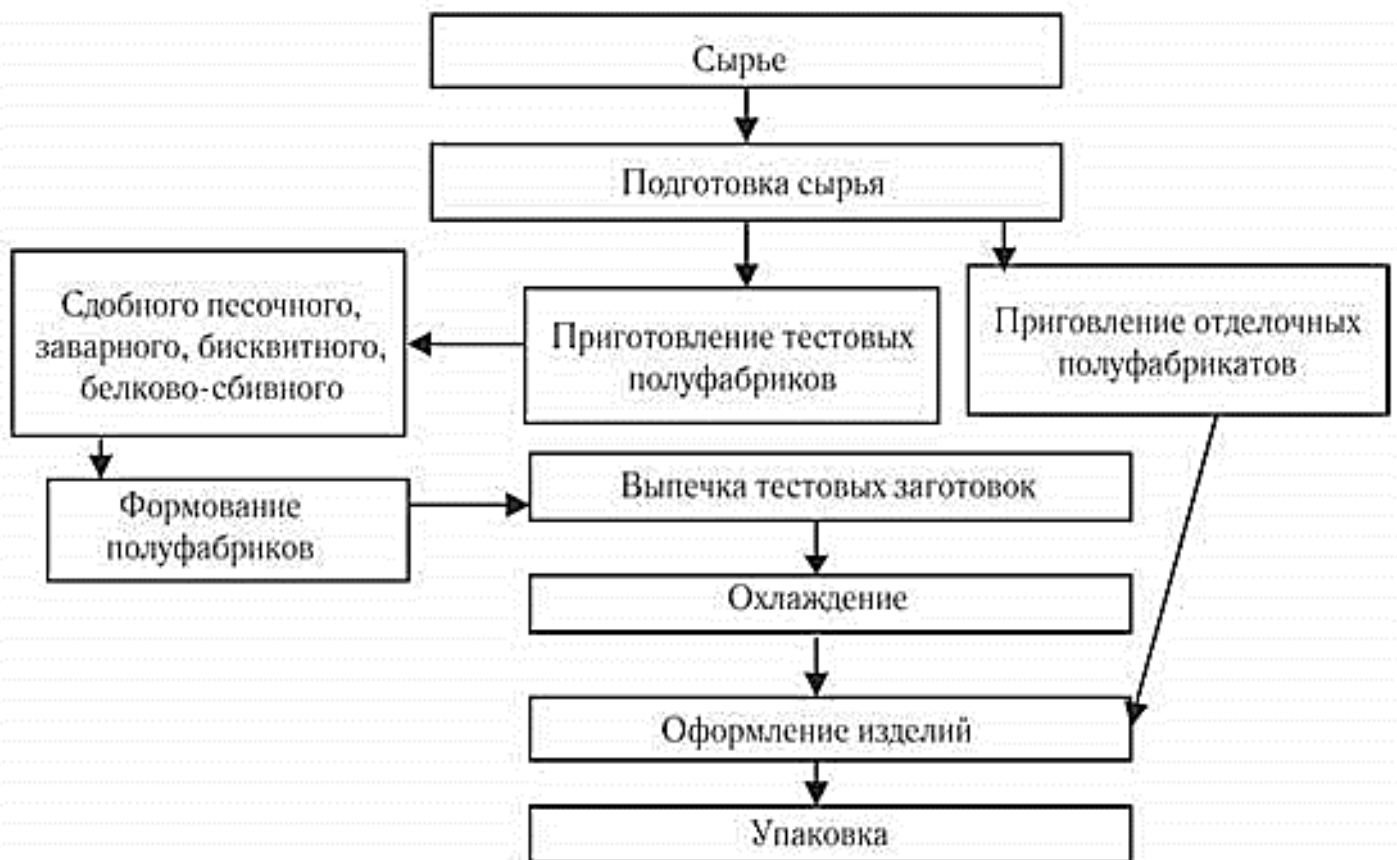 Сырье
Подготовка сырья
Сдобного песочного,
заварного, бисквитного,
белково-сбивного
Приготовление тестовых
полуфабриков
Приговление отделочных
полуфабрикатов
Формование
полуфабриков
Выпечка тестовых заготовок
Охлаждение
Оформление изделий
Упаковка